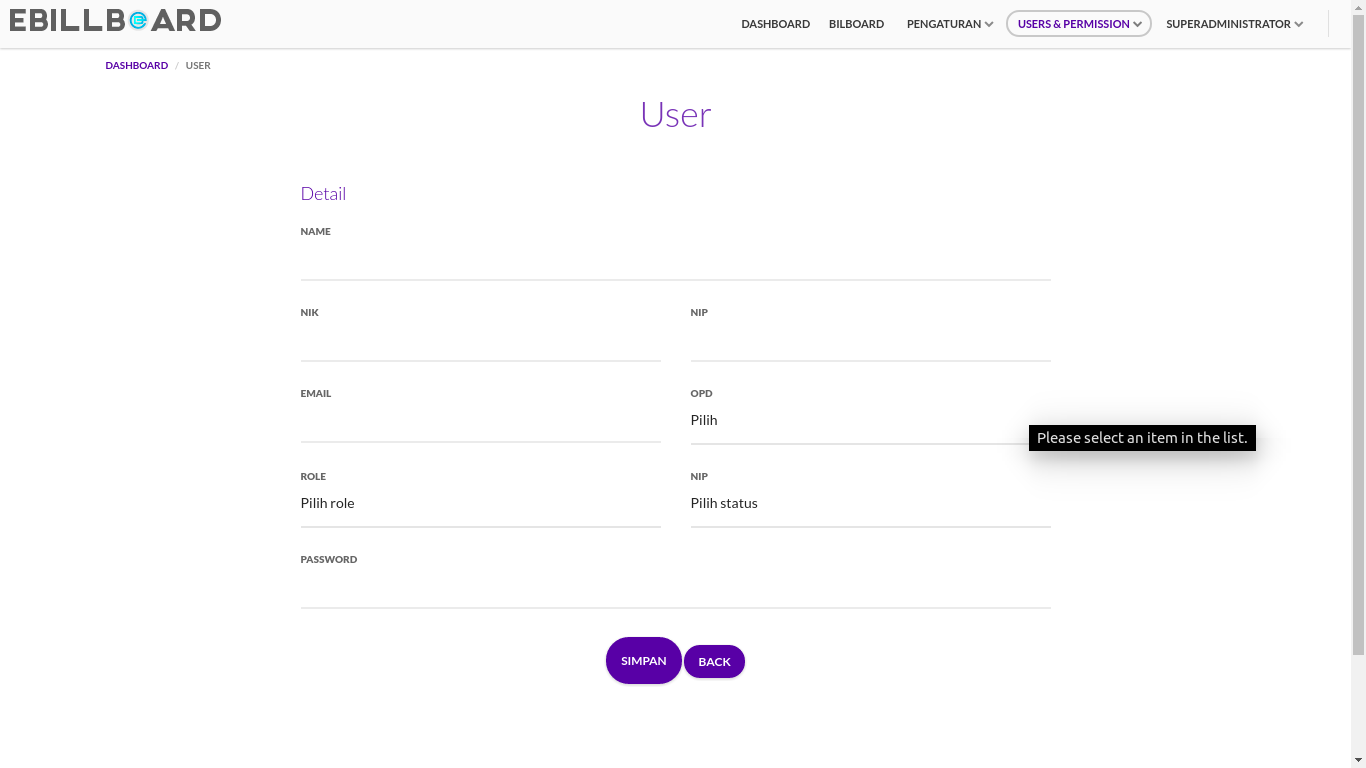 EBILLBOARD
DASHBOARD BILBOARD PENGATURAN USERS & PERMISSION SUPERADMINISTRATOR
DASHBOARD / USER
User
Detail
NAME
NIK NIP
EMAIL OPD
Pilih
Please select an item in the list.
ROLE NIP
Pilih role Pilih status
PASSWORD
SIMPAN BACK